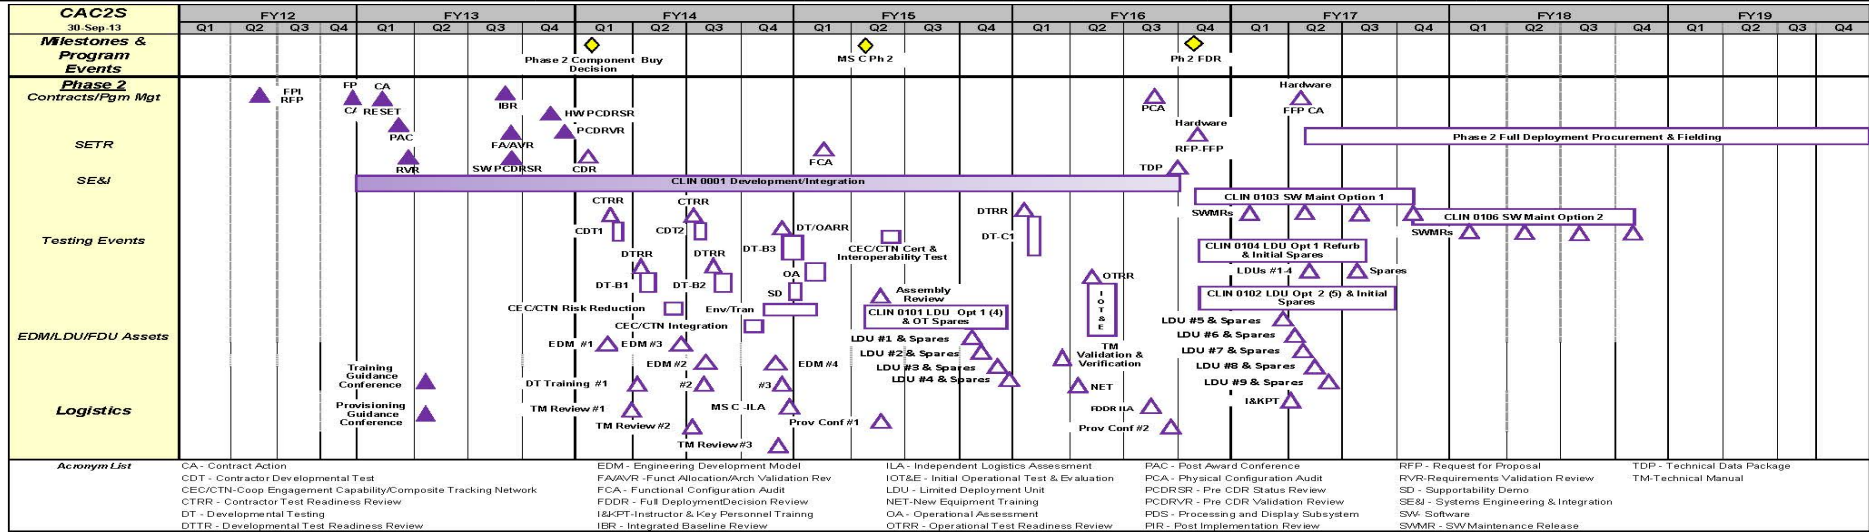 CAC2S FY12 FY13 FY14 FY15 FY16 FY17 FY18 FY19
30-Sep-13 Q1 Q2 Q3 Q4 Q1 Q2 Q3 Q4 Q1 Q2 Q3 Q4 Q1 Q2 Q3 Q4 Q1 Q2 Q3 Q4 Q1 Q2 Q3 Q4 Q1 Q2 Q3 Q4 Q1 Q2 Q3 Q4
Milestones &
Program
Events
Phase 2 Component Buy
Decision
MS C Ph 2
Ph 2 FDR
Phase 2
Contracts/Pgm Mgt
FPI
RFP
FP
CA
CA
RESET
IBR
HW PCDRSR
PCA
Hardware
FFP CA
SETR
PAC
FA/AVR
PCDRVR
RVR
SW PCDRSR
CDR
FCA
Hardware
RFP-FFP
TDP
Phase 2 Full Deployment Procurement & Fielding
SE&I
CLIN 0001 Development/Integration
CLIN 0103 SW Maint Option 1
SWMRs
CLIN 0106 SW Maint Option 2
SWMRs
Testing Events
CTRR
CDT1
CTRR
CDT2
DT/OARR
DT-B3
CEC/CTN Cert &
Interoperability Test
DTRR
DT-C1
DTRR
DT-B1
DTRR
DT-B2
OA
SD
OTRR
IOT&E
CEC/CTN Risk Reduction
Env/Tran
CEC/CTN Integration
Assembly
Review
CLIN 0101 LDU Opt 1 (4)
& OT Spares
CLIN 0104 LDU Opt 1 Refurb
& Initial Spares
LDUs #1-4
Spares
CLIN 0102 LDU Opt 2 (5) & Initial
Spares
EDM/LDU/FDU Assets
EDM #1
EDM #3
EDM #2
EDM #4
LDU #1 & Spares
LDU #2 & Spares
LDU #3 & Spares
LDU #4 & Spares
LDU #5 & Spares
LDU #6 & Spares
LDU #7 & Spares
LDU #8 & Spares
LDU #9 & Spares
TM
Validation &
Verification
Logistics
Training
Guidance
Conference
Provisioning
Guidance
Conference
DT Training #1
#2
#3
NET
TM Review #1
MS C -ILA
TM Review #2
TM Review #3
Prov Conf #1
FDDR ILA
Prov Conf #2
I&KPT
Acronym List
CA - Contract Action
CDT - Contractor Developmental Test
CEC/CTN-Coop Engagement Capability/Composite Tracking Network
CTRR - Contractor Test Readiness Review
DT - Developmental Testing
DTTR - Developmental Test Readiness Review
EDM - Engineering Development Model
FA/AVR -Funct Allocation/Arch Validation Rev
FCA - Functional Configuration Audit
FDDR - Full DeploymentDecision Review
I&KPT-Instructor & Key Personnel Training
IBR - Integrated Baseline Review
ILA - Independent Logistics Assessment
IOT&E - Initial Operational Test & Evaluation
LDU - Limited Deployment Unit
NET-New Equipment Training
OA - Operational Assessment
OTRR - Operational Test Readiness Review
PAC - Post Award Conference
PCA - Physical Configuration Audit
PCDRSR - Pre CDR Status Review
PCDRVR - Pre CDR Validation Review
PDS - Processing and Display Subsystem
PIR - Post Implementation Review
RFP - Request for Proposal
RVR-Requirements Validation Review
SD - Supportability Demo
SE&I - Systems Engineering & Integration
SW- Software
SWMR - SW Maintenance Release
TDP - Technical Data Package
TM-Technical Manual